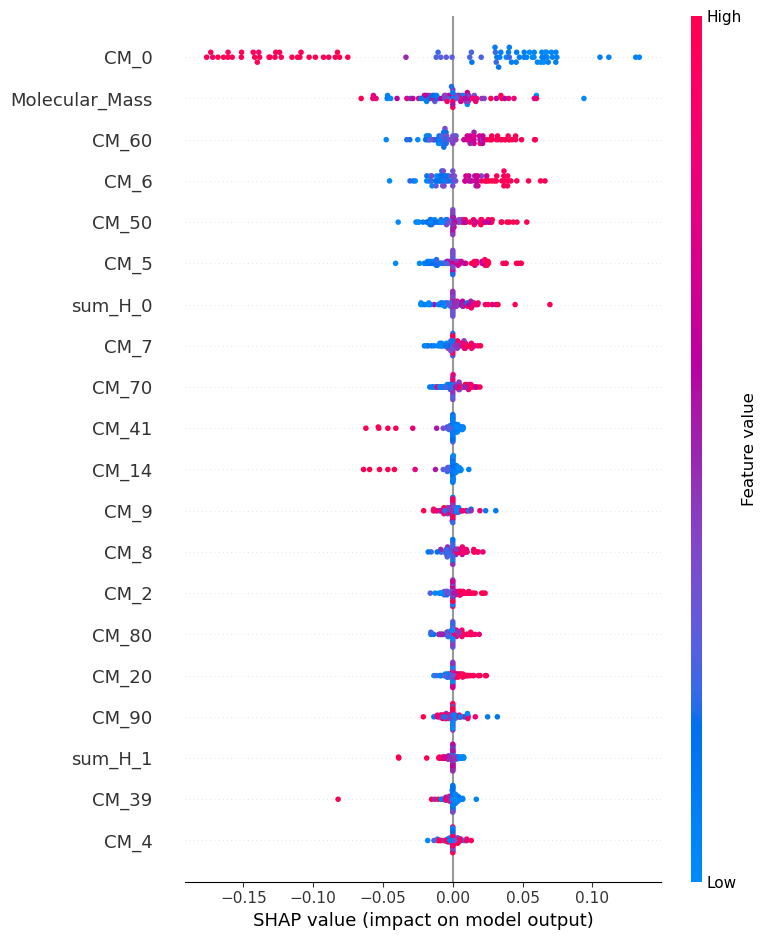 High
CM_0
Molecular_Mass
CM_60
CM_6
CM_50
CM_5
sum_H_0
CM_7
CM_70
CM_41
CM_14
CM_9
CM_8
CM_2
CM_80
CM_20
CM_90
sum_H_1
CM_39
CM_4
Feature value
Low
−0.15 −0.10 −0.05 0.00 0.05 0.10
SHAP value (impact on model output)